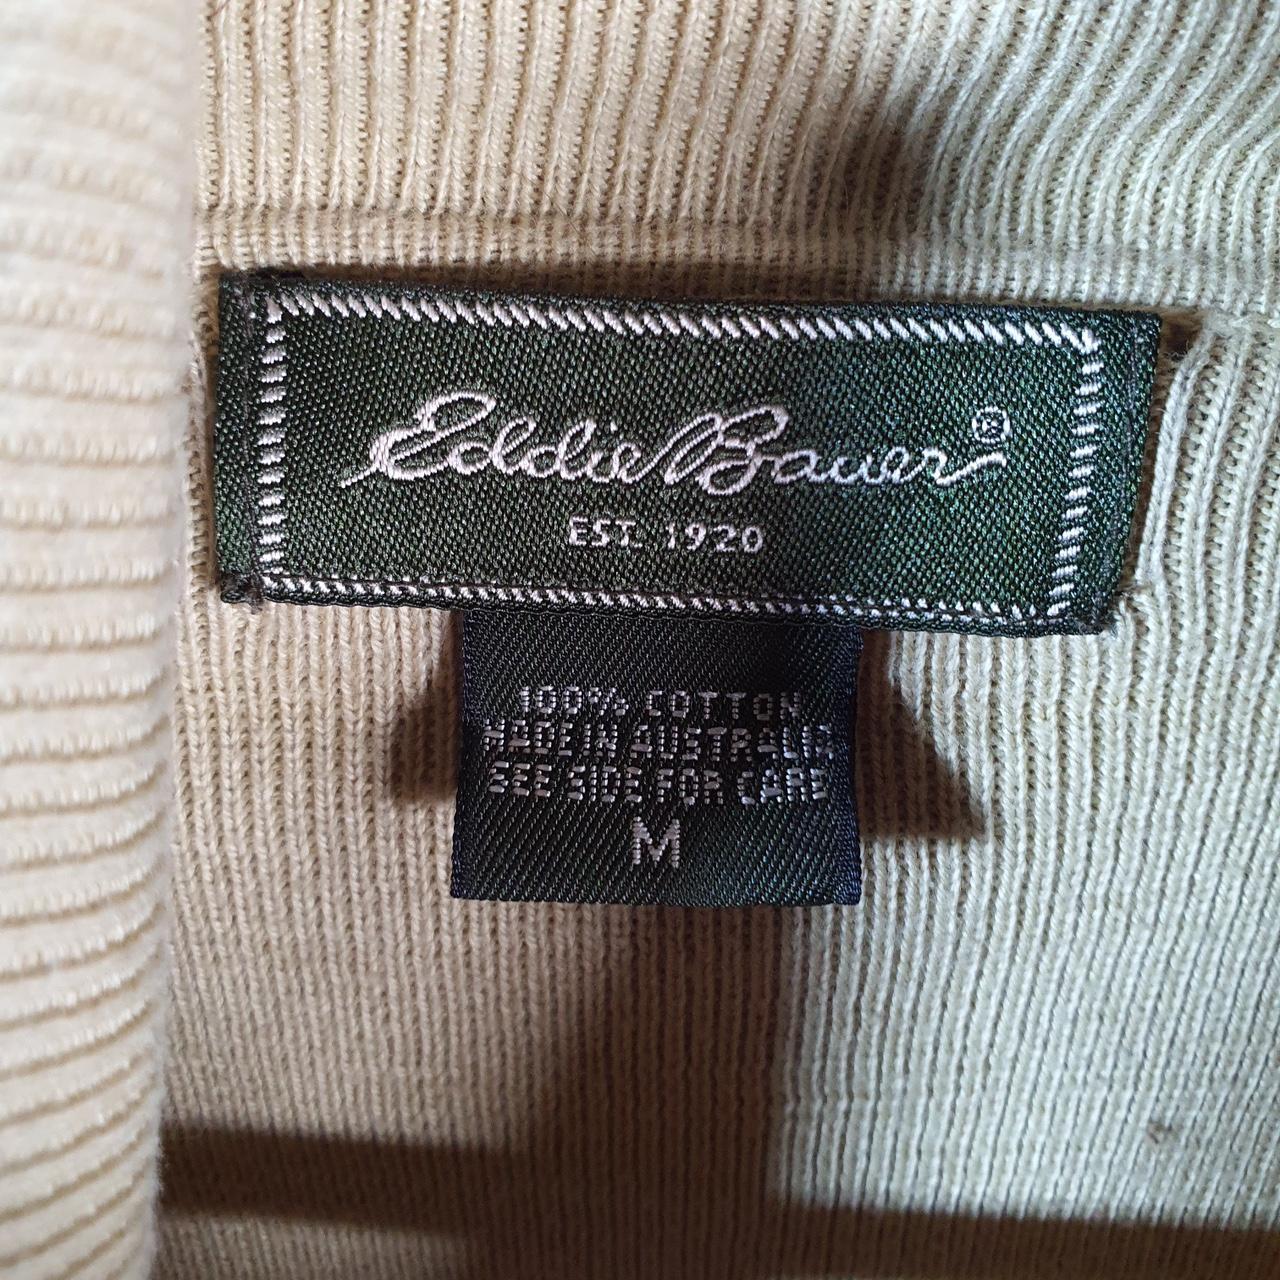 Eddie Bauer®
EST. 1920
100% COTTON
MADE IN AUSTRALIA
SEE SIDE FOR CARE
M